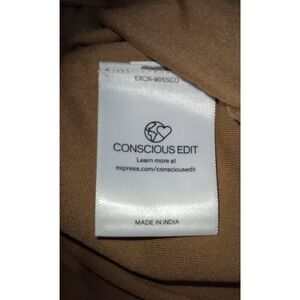 EXCN-905SCO
CONSCIOUS EDIT
Learn more at
express.com/consciousedit
MADE IN INDIA